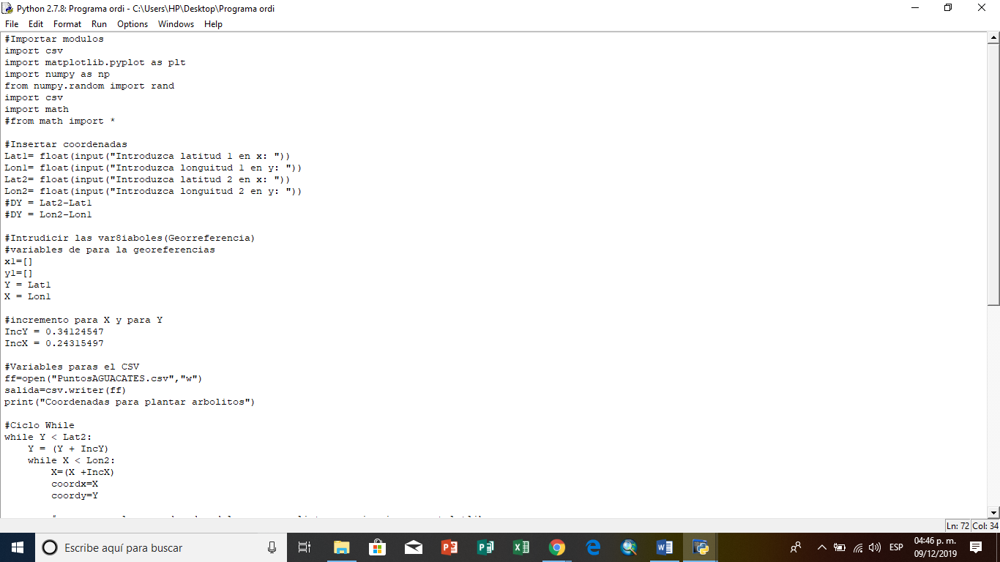 Python 2.7.8: Programa ordi - C:\Users\HP\Desktop\Programa ordi
File Edit Format Run Options Windows Help
#Importar modulos
import csv
import matplotlib.pyplot as plt
import numpy as np
from numpy.random import rand
import csv
import math
#from math import *
#Insertar coordenadas
Lat1= float(input("Introduzca latitud 1 en x: "))
Lon1= float(input("Introduzca longuitud 1 en y: "))
Lat2= float(input("Introduzca latitud 2 en x: "))
Lon2= float(input("Introduzca longuitud 2 en y: "))
#DY = Lat2-Lat1
#DY = Lon2-Lon1
#Intrudicir las var8iaboles(Georreferencia)
#variables de para la georeferencias
x1=[]
y1=[]
Y = Lat1
X = Lon1
#incremento para X y para Y
IncY = 0.34124547
IncX = 0.24315497
#Variables paras el CSV
ff=open("PuntosAGUACATES.csv","w")
salida=csv.writer(ff)
print("Coordenadas para plantar arbolitos")
#Ciclo While
while Y < Lat2:
    Y = (Y + IncY)
    while X < Lon2:
        X=(X +IncX)
        coordx=X
        coordy=Y
Ln: 72 Col: 34
Escribe aquí para buscar
ESP
04:46 p. m.
09/12/2019